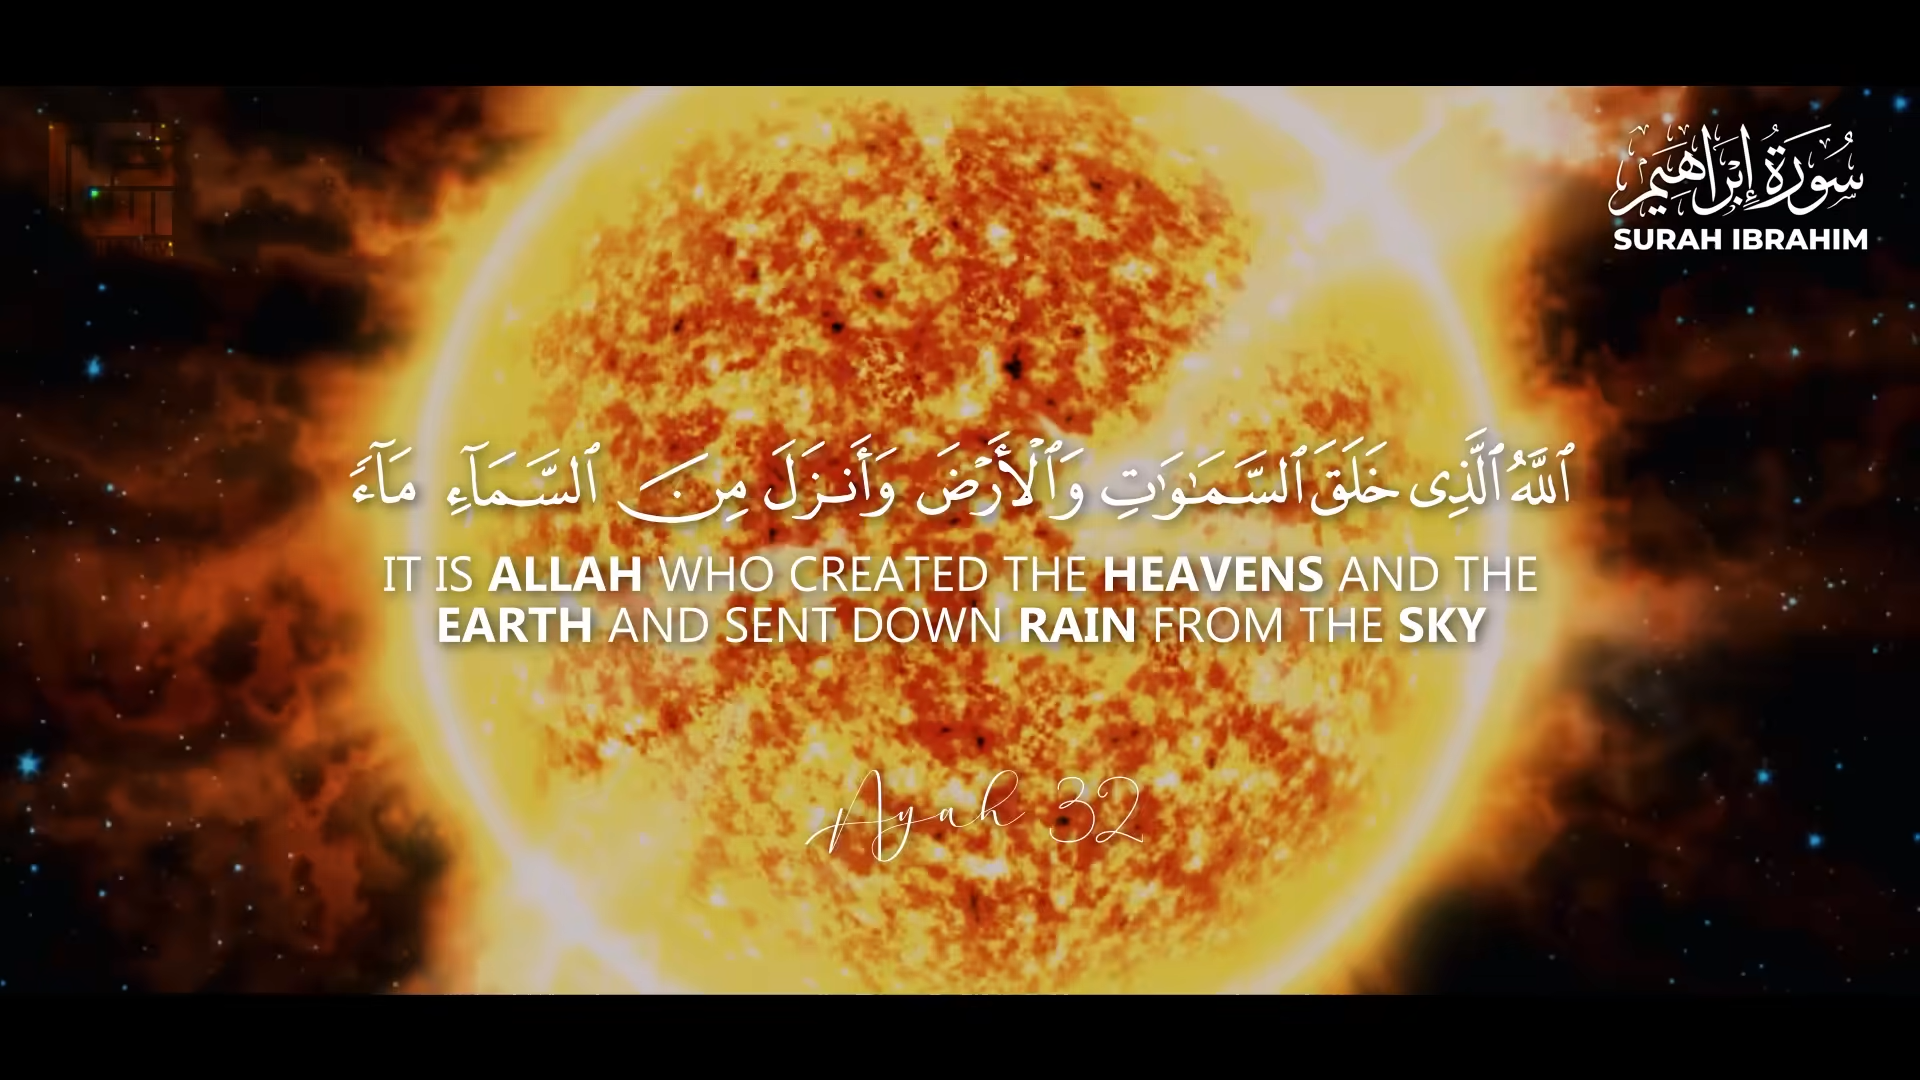 سُورَةُ إِبْرَاهِيم
SURAH IBRAHIM
ٱللَّهُ ٱلَّذِى خَلَقَ ٱلسَّمَـٰوَٰتِ وَٱلْأَرْضَ وَأَنزَلَ مِنَ ٱلسَّمَآءِ مَآءً
IT IS ALLAH WHO CREATED THE HEAVENS AND THE
EARTH AND SENT DOWN RAIN FROM THE SKY
Ayah 32